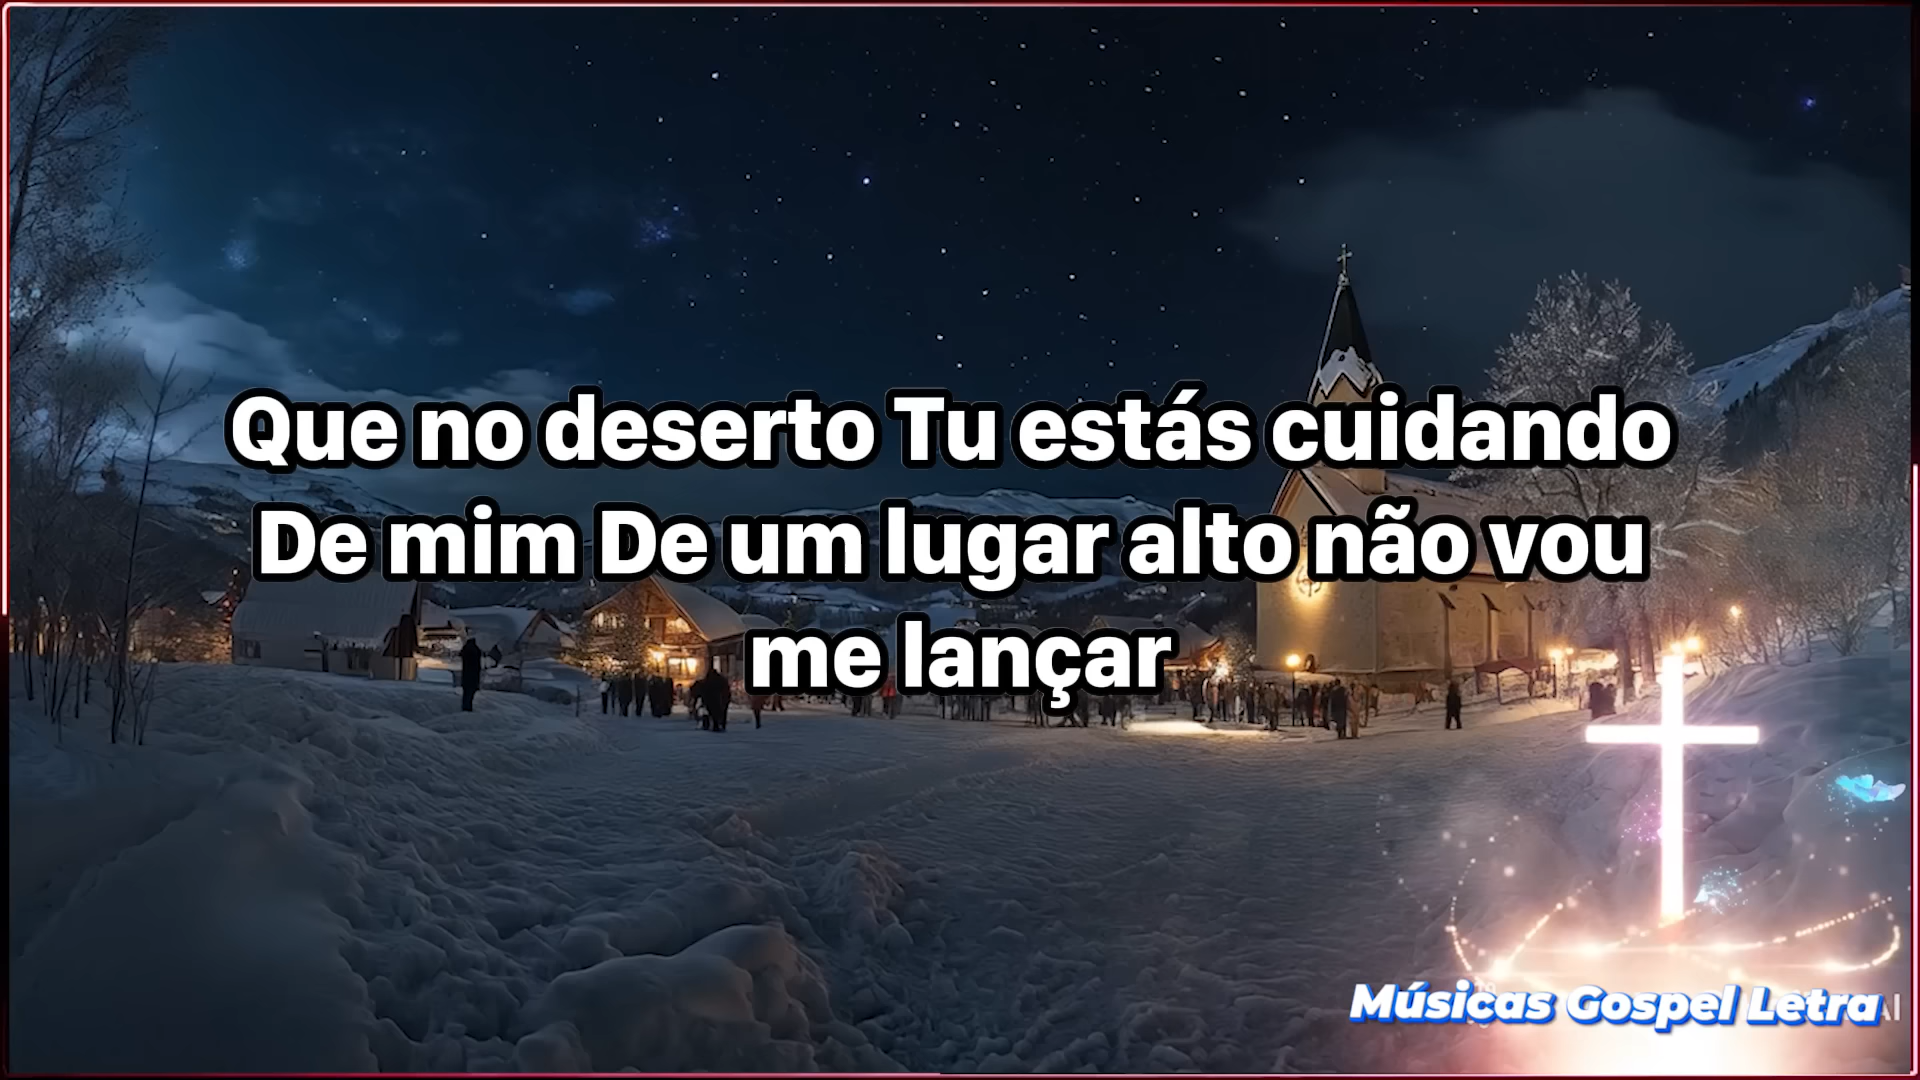 Que no deserto Tu estás cuidando
De mim De um lugar alto não vou
me lançar
Músicas Gospel Letra
AI